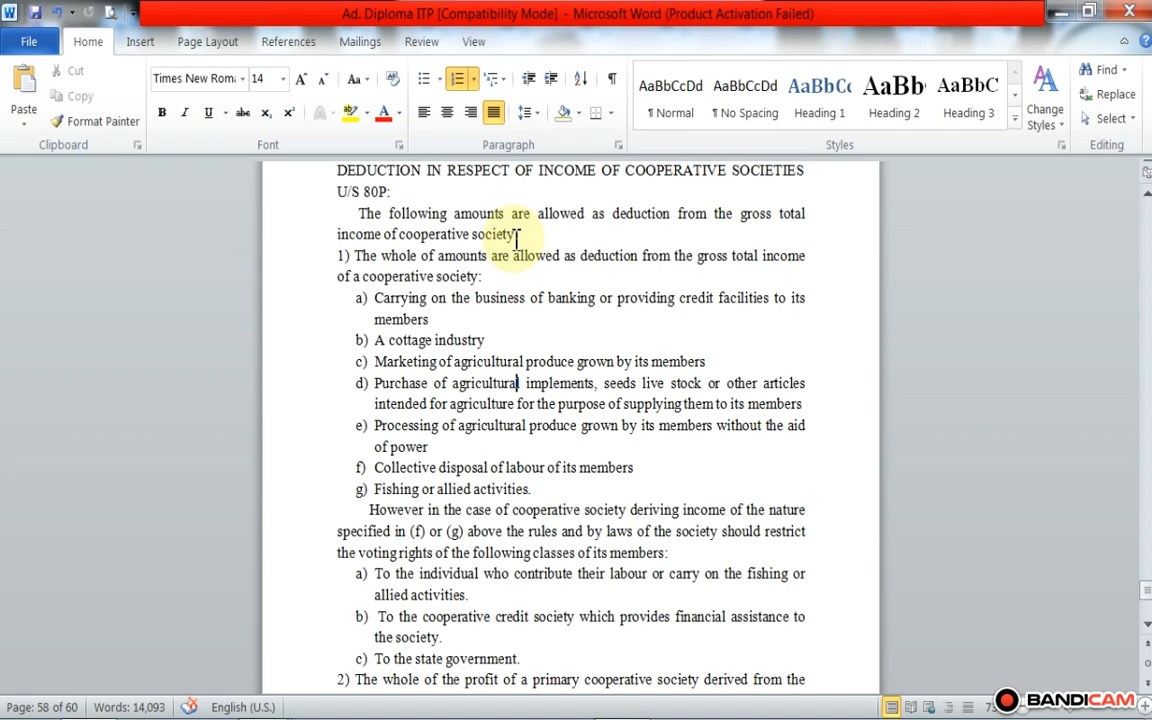 Ad. Diploma ITP [Compatibility Mode] - Microsoft Word (Product Activation Failed)
File Home Insert Page Layout References Mailings Review View
Paste
Cut
Copy
Format Painter
Clipboard
Times New Rom 14
Font
Paragraph
AaBbCcDd AaBbCcDd AaBbCc AaBb AaBbC
¶ Normal ¶ No Spacing Heading 1 Heading 2 Heading 3
Change
Styles
Styles
Find
Replace
Select
Editing
DEDUCTION IN RESPECT OF INCOME OF COOPERATIVE SOCIETIES
U/S 80P:
The following amounts are allowed as deduction from the gross total
income of cooperative society
1) The whole of amounts are allowed as deduction from the gross total income
of a cooperative society:
a) Carrying on the business of banking or providing credit facilities to its
members
b) A cottage industry
c) Marketing of agricultural produce grown by its members
d) Purchase of agricultural implements, seeds live stock or other articles
intended for agriculture for the purpose of supplying them to its members
e) Processing of agricultural produce grown by its members without the aid
of power
f) Collective disposal of labour of its members
g) Fishing or allied activities.
However in the case of cooperative society deriving income of the nature
specified in (f) or (g) above the rules and by laws of the society should restrict
the voting rights of the following classes of its members:
a) To the individual who contribute their labour or carry on the fishing or
allied activities.
b) To the cooperative credit society which provides financial assistance to
the society.
c) To the state government.
2) The whole of the profit of a primary cooperative society derived from the
Page: 58 of 60 Words: 14,093 English (U.S.)
BANDICAM